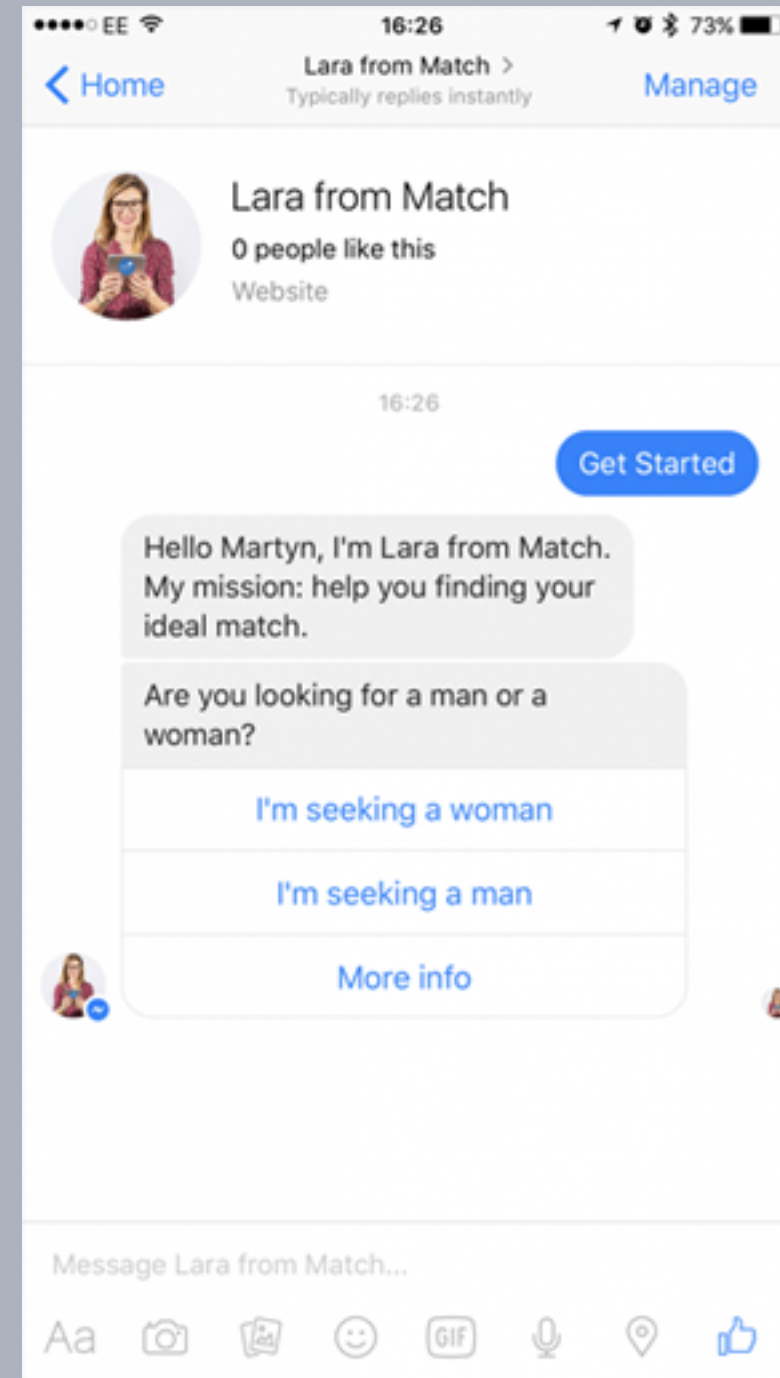 EE 16:26 73%
Home Lara from Match Manage
Typically replies instantly
Lara from Match
0 people like this
Website
16:26
Get Started
Hello Martyn, I'm Lara from Match.
My mission: help you finding your
ideal match.
Are you looking for a man or a
woman?
I'm seeking a woman
I'm seeking a man
More info
Message Lara from Match...
Aa GIF